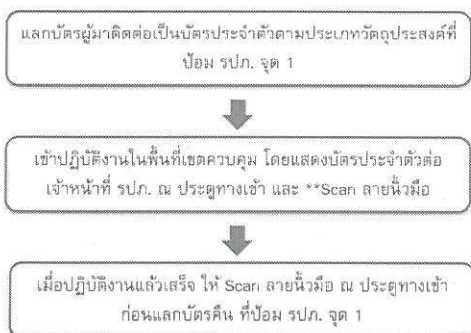 แลกบัตรผู้มาติดต่อเป็นบัตรประจำตัวตามประเภทวัตถุประสงค์ที่
ป้อม รปภ. จุด 1
เข้าปฏิบัติงานในพื้นที่เขตควบคุม โดยแสดงบัตรประจำตัวต่อ
เจ้าหน้าที่ รปภ. ณ ประตูทางเข้า และ **Scan ลายนิ้วมือ
เมื่อปฏิบัติงานแล้วเสร็จ ให้ Scan ลายนิ้วมือ ณ ประตูทางเข้า
ก่อนแลกบัตรคืน ที่ป้อม รปภ. จุด 1